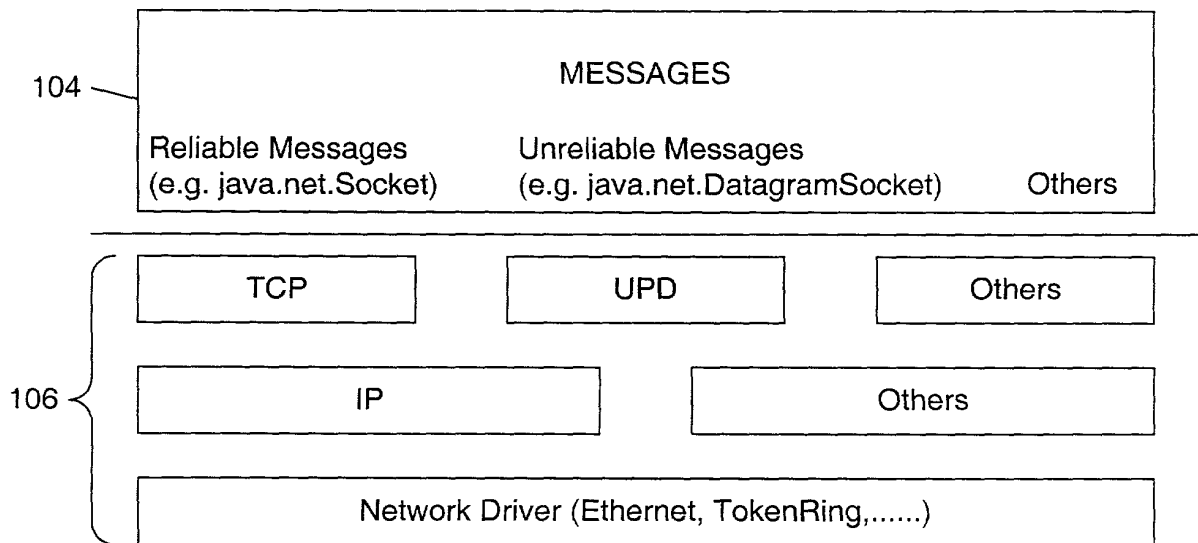 MESSAGES
104
Reliable Messages
(e.g. java.net.Socket)
Unreliable Messages
(e.g. java.net.DatagramSocket)
Others
TCP
UPD
Others
106
IP
Others
Network Driver (Ethernet, TokenRing,......)